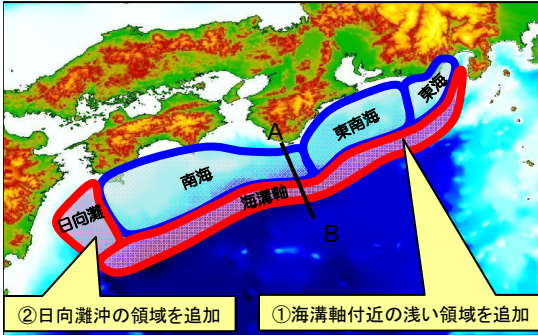 東海
東南海
A
南海
海溝軸
日向灘
B
②日向灘沖の領域を追加
①海溝軸付近の浅い領域を追加